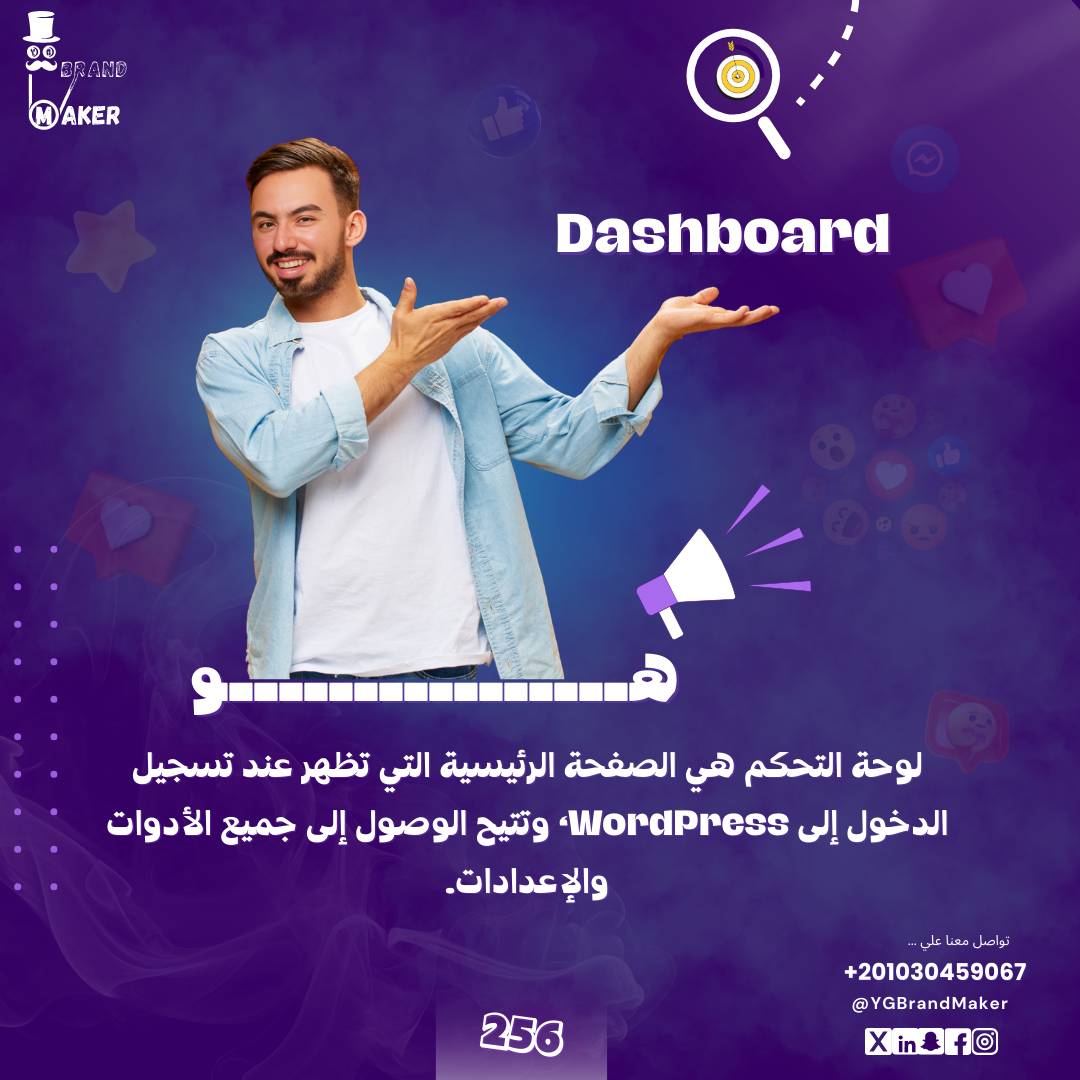 BRAND
MAKER
Dashboard
هـــــــــــــــــو
لوحة التحكم هي الصفحة الرئيسية التي تظهر عند تسجيل
الدخول إلى WordPress، وتتيح الوصول إلى جميع الأدوات
والإعدادات.
تواصل معنا علي ...
+201030459067
@YGBrandMaker
256